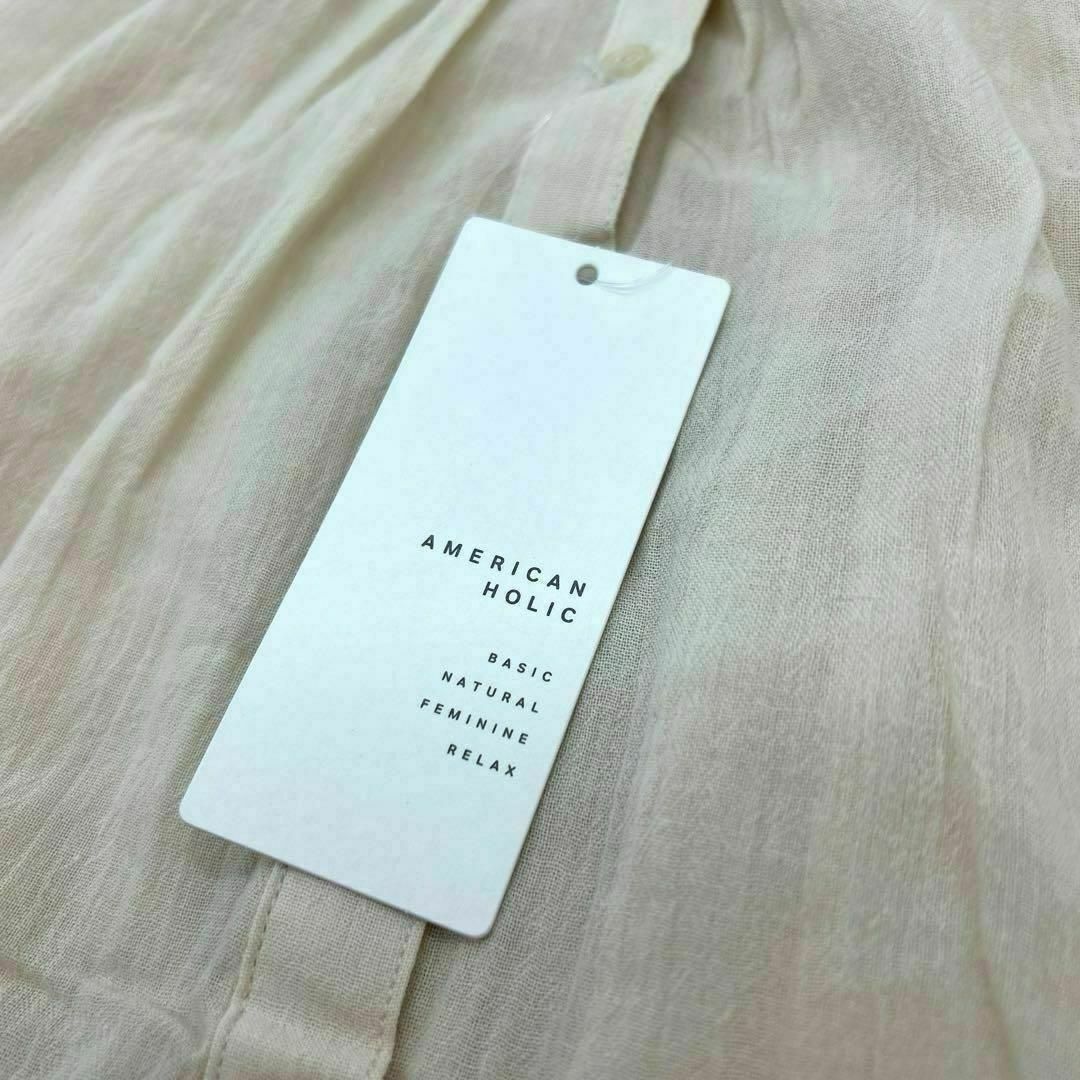 AMERICAN
HOLIC
BASIC
NATURAL
FEMININE
RELAX